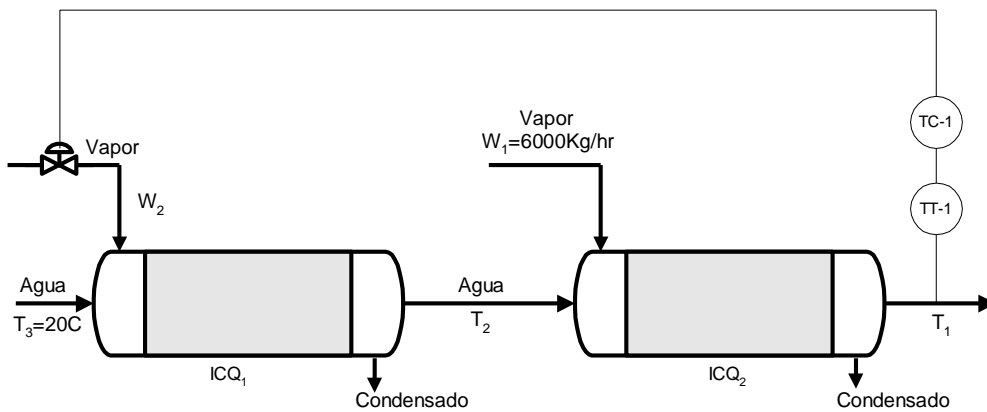 TC-1
Vapor
W1=6000Kg/hr
Vapor
TT-1
W2
Agua
T3=20C
Agua
T2
T1
ICQ1
ICQ2
Condensado
Condensado